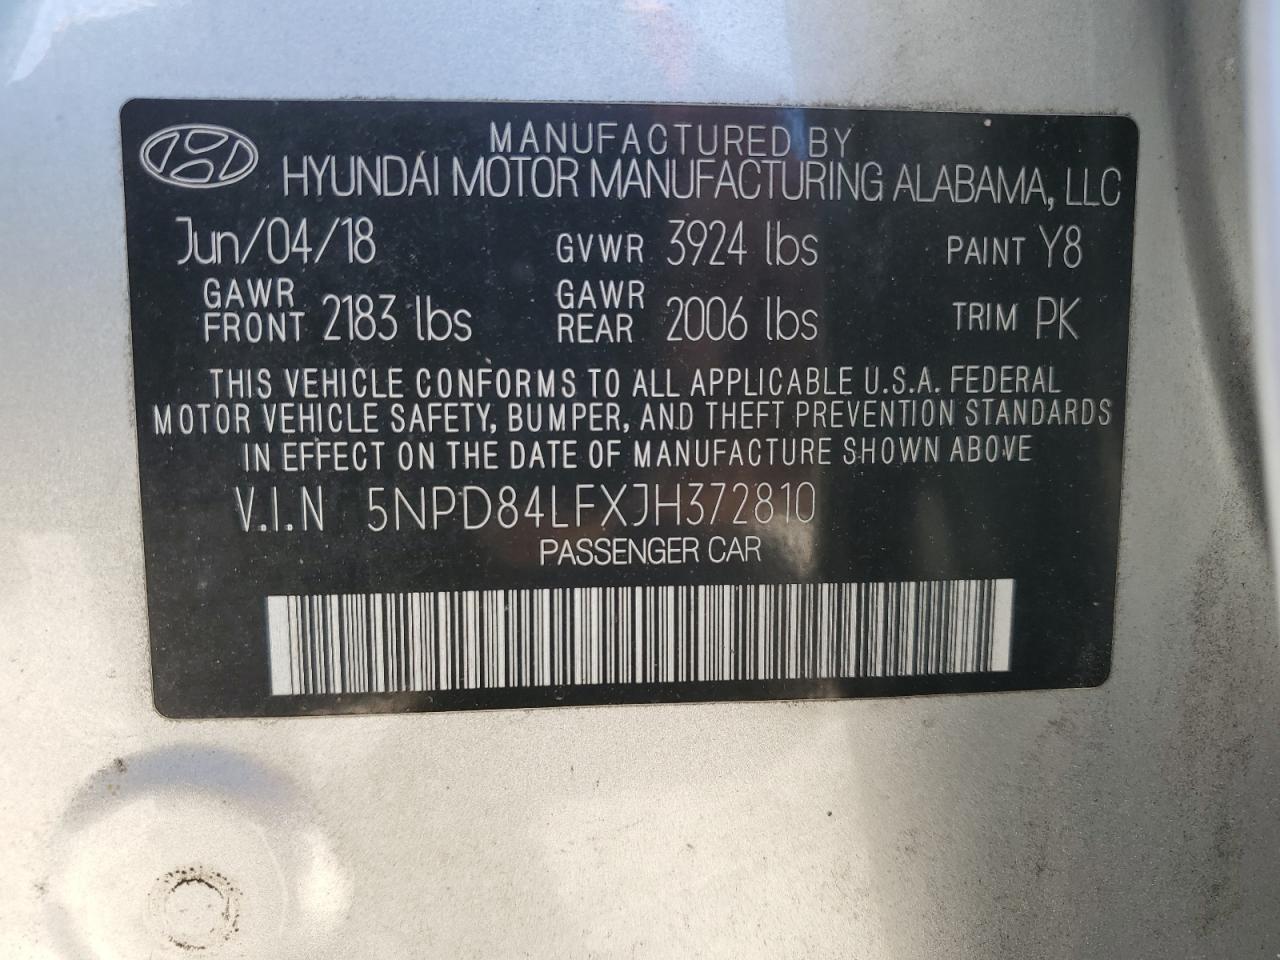 MANUFACTURED BY
HYUNDAI MOTOR MANUFACTURING ALABAMA, LLC
Jun/04/18 GVWR 3924 lbs PAINT Y8
GAWR FRONT 2183 lbs GAWR REAR 2006 lbs TRIM PK
THIS VEHICLE CONFORMS TO ALL APPLICABLE U.S.A. FEDERAL
MOTOR VEHICLE SAFETY, BUMPER, AND THEFT PREVENTION STANDARDS
IN EFFECT ON THE DATE OF MANUFACTURE SHOWN ABOVE
V.I.N 5NPD84LFXJH372810
PASSENGER CAR